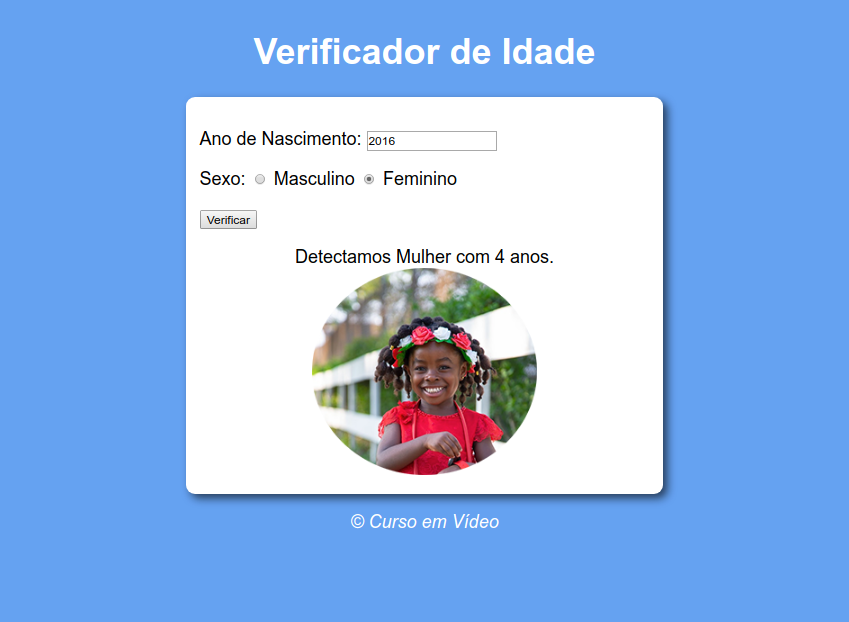 Verificador de Idade
Ano de Nascimento: 2016
Sexo: Masculino Feminino
Verificar
Detectamos Mulher com 4 anos.
© Curso em Vídeo